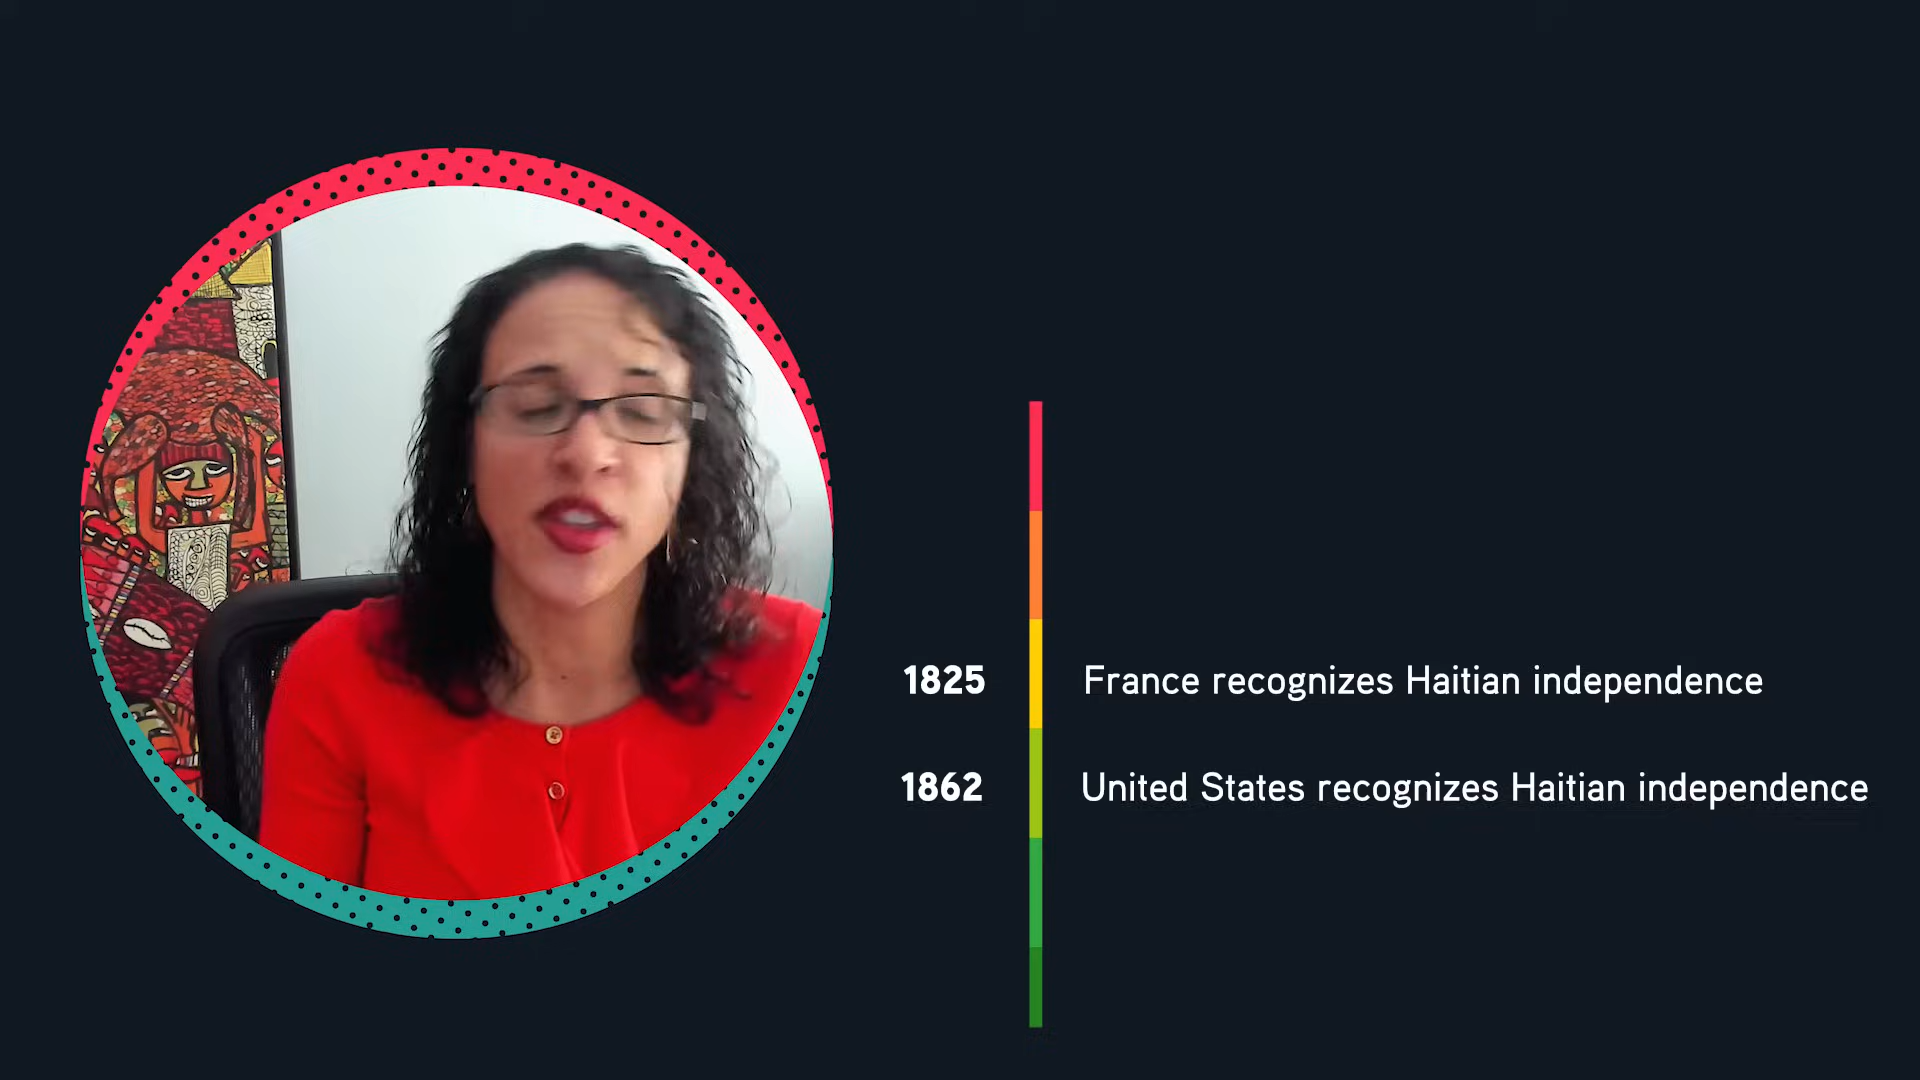 1825 France recognizes Haitian independence
1862 United States recognizes Haitian independence